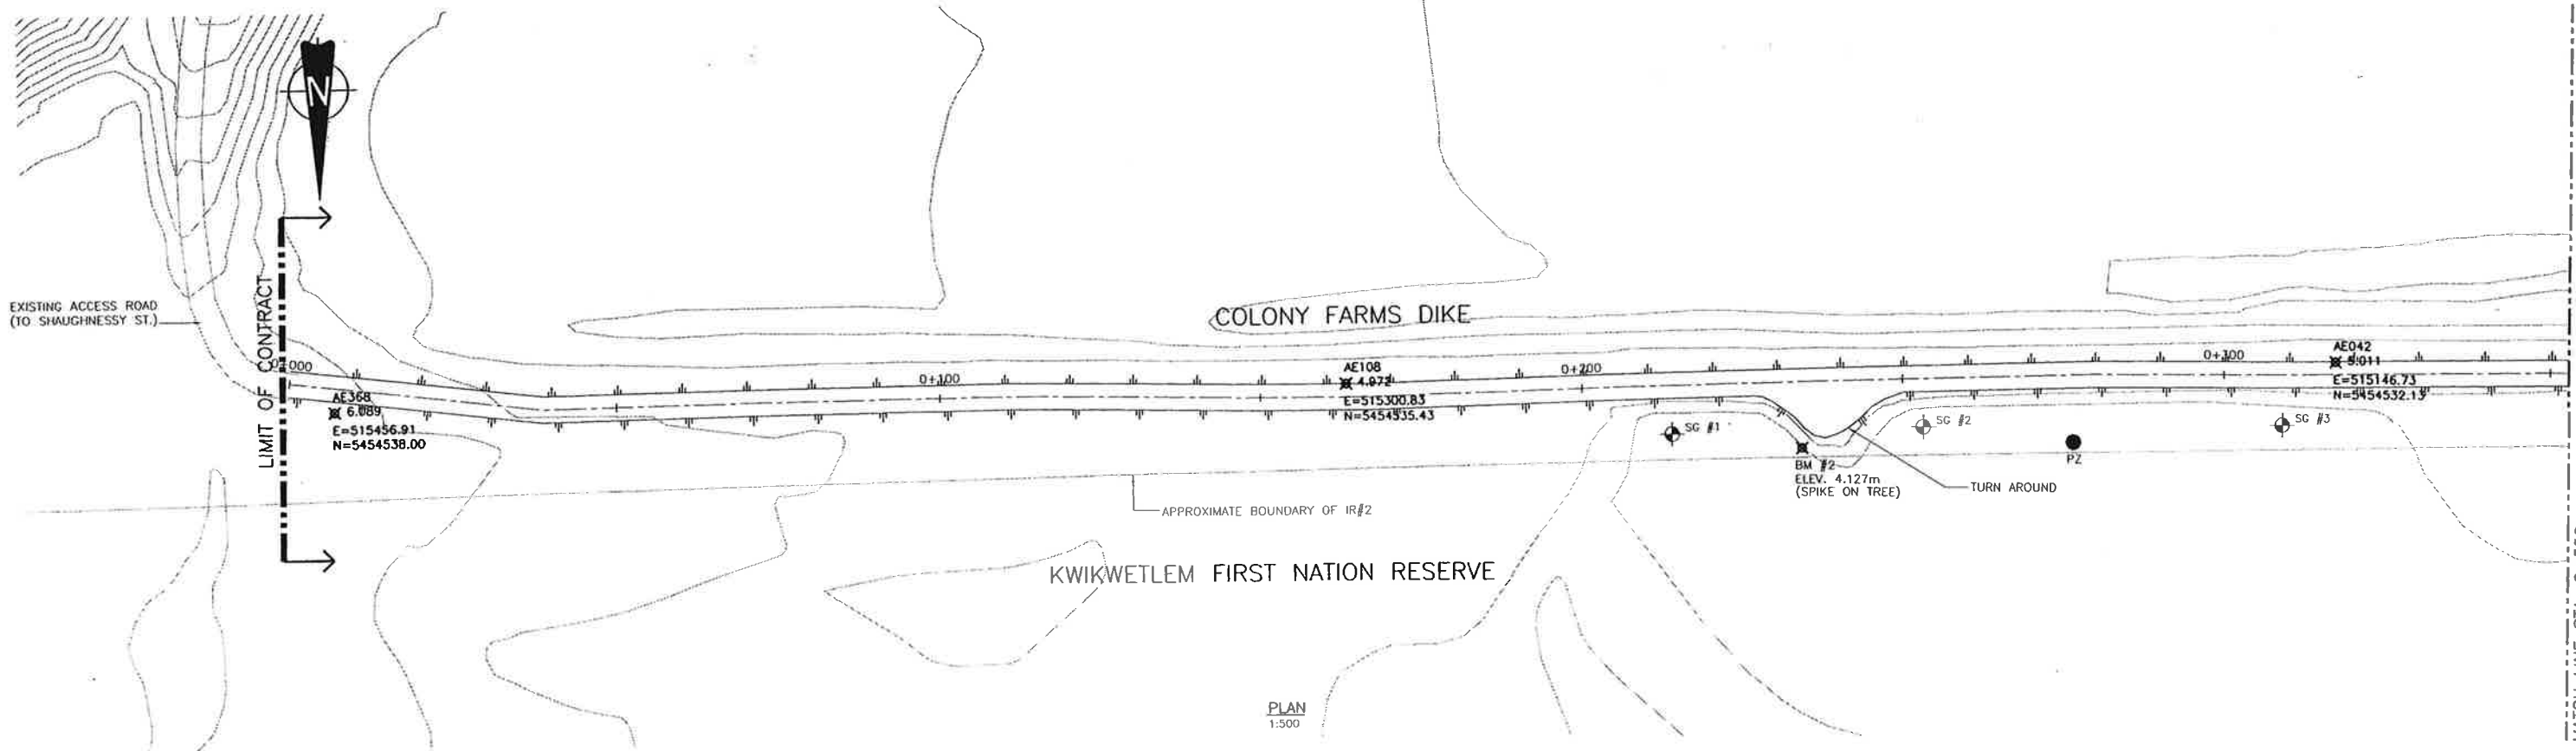 N
EXISTING ACCESS ROAD
(TO SHAUGHNESSY ST.)
LIMIT OF CONTRACT
0+000
AE368
6.089
E=515456.91
N=5454538.00
0+100
COLONY FARMS DIKE
AE108
4.972
E=515300.83
N=5454535.43
0+200
SG #1
BM #2
ELEV. 4.127m
(SPIKE ON TREE)
TURN AROUND
SG #2
PZ
0+300
SG #3
AE042
5.011
E=515146.73
N=5454532.13
APPROXIMATE BOUNDARY OF IR#2
KWIKWETLEM FIRST NATION RESERVE
PLAN
1:500